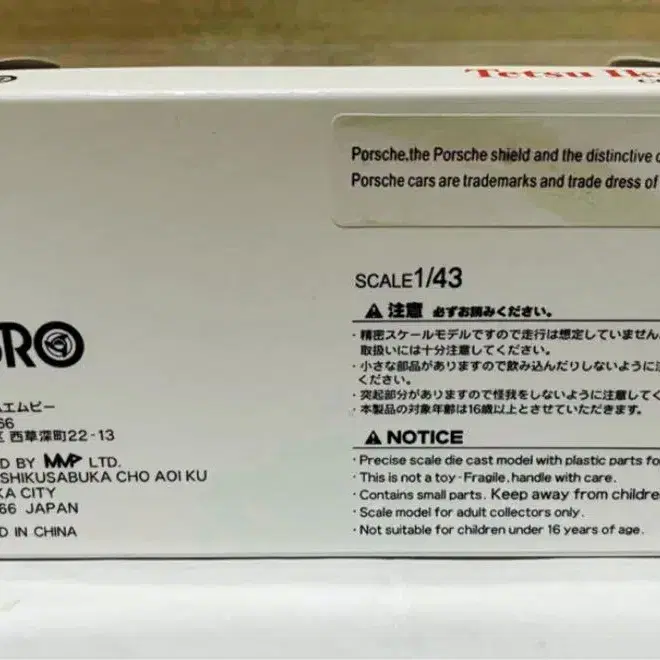 Tetsu
Porsche,the Porsche shield and the distinctive
Porsche cars are trademarks and trade dress of
SCALE1/43
注意 必ずお読みください。
・精密スケールモデルですので走行は想定していません
取扱いには十分注意してください。
・小さな部品がありますので飲み込んだりしないように注
ください。
・突起部分がありますので怪我をしないように注意してく
・本製品の対象年齢は16歳以上とさせていただきます。
NOTICE
・Precise scale die cast model with plastic parts fo
・This is not a toy-Fragile, handle with care.
・Contains small parts. Keep away from childre
・Scale model for adult collectors only.
・Not suitable for children under 16 years of age.
BRO
エムピー
66
区 西草深町22-13
D BY MMP LTD.
SHIKUSABUKA CHO AOI KU
KA CITY
66 JAPAN
D IN CHINA